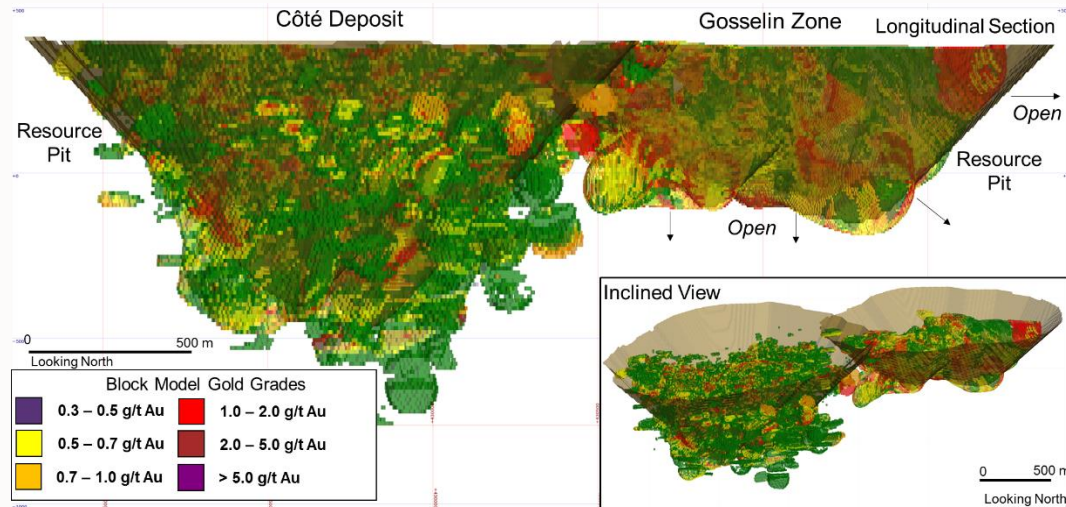 Côté Deposit
Gosselin Zone
Longitudinal Section
Open
Resource
Pit
Resource
Pit
Open
0
500 m
Looking North
Block Model Gold Grades
0.3 – 0.5 g/t Au
1.0 – 2.0 g/t Au
0.5 – 0.7 g/t Au
2.0 – 5.0 g/t Au
0.7 – 1.0 g/t Au
> 5.0 g/t Au
Inclined View
0
500 m
Looking North